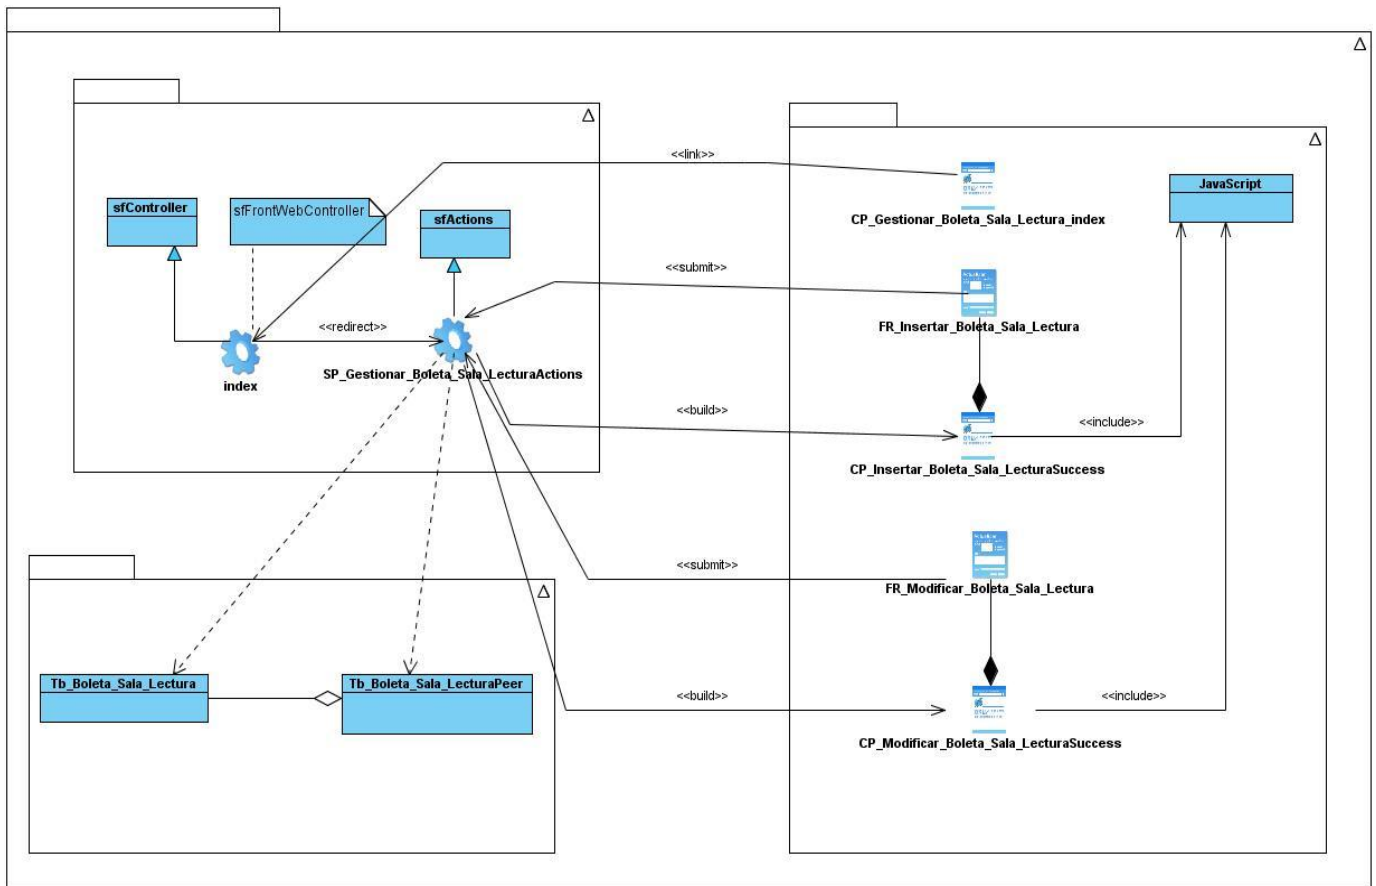 <<link>>
sfController
sfFrontWebController
sfActions
JavaScript
CP_Gestionar_Boleta_Sala_Lectura_index
<<submit>>
FR_Insertar_Boleta_Sala_Lectura
<<redirect>>
index
SP_Gestionar_Boleta_Sala_LecturaActions
<<build>>
<<include>>
CP_Insertar_Boleta_Sala_LecturaSuccess
<<submit>>
FR_Modificar_Boleta_Sala_Lectura
Tb_Boleta_Sala_Lectura
Tb_Boleta_Sala_LecturaPeer
<<build>>
<<include>>
CP_Modificar_Boleta_Sala_LecturaSuccess